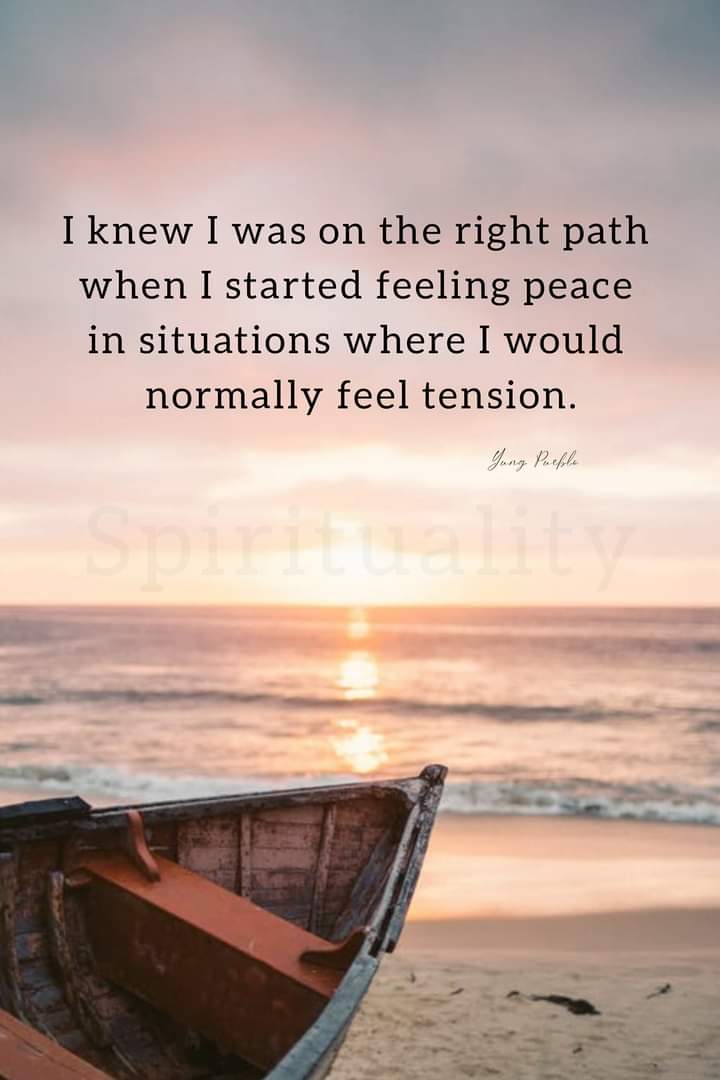 I knew I was on the right path
when I started feeling peace
in situations where I would
normally feel tension.
Yung Pueblo
Spirituality